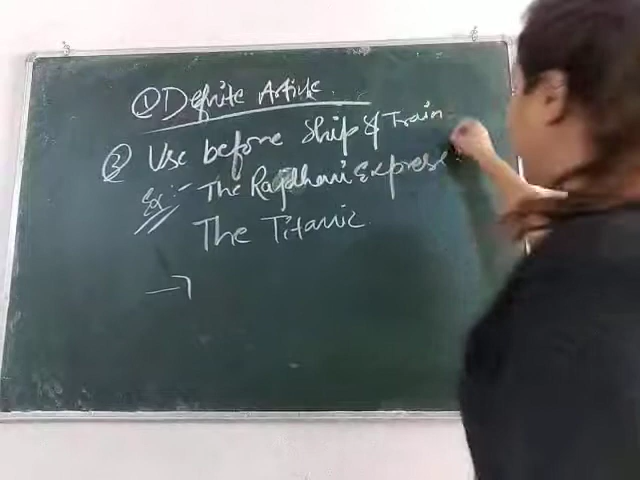 ① Definite Article
② Use before Ship & Train
Ex:- The Rajdhani Express
The Titanic
→